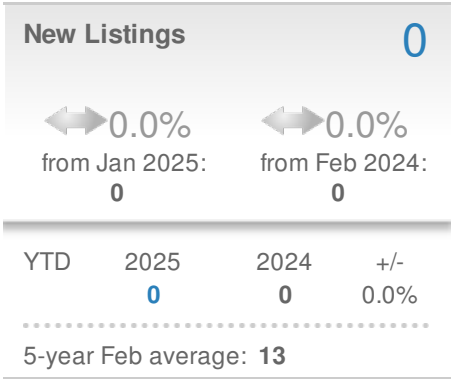 New Listings 0
0.0% 0.0%
from Jan 2025: from Feb 2024:
0 0
YTD 2025 2024 +/-
0 0 0.0%
5-year Feb average: 13